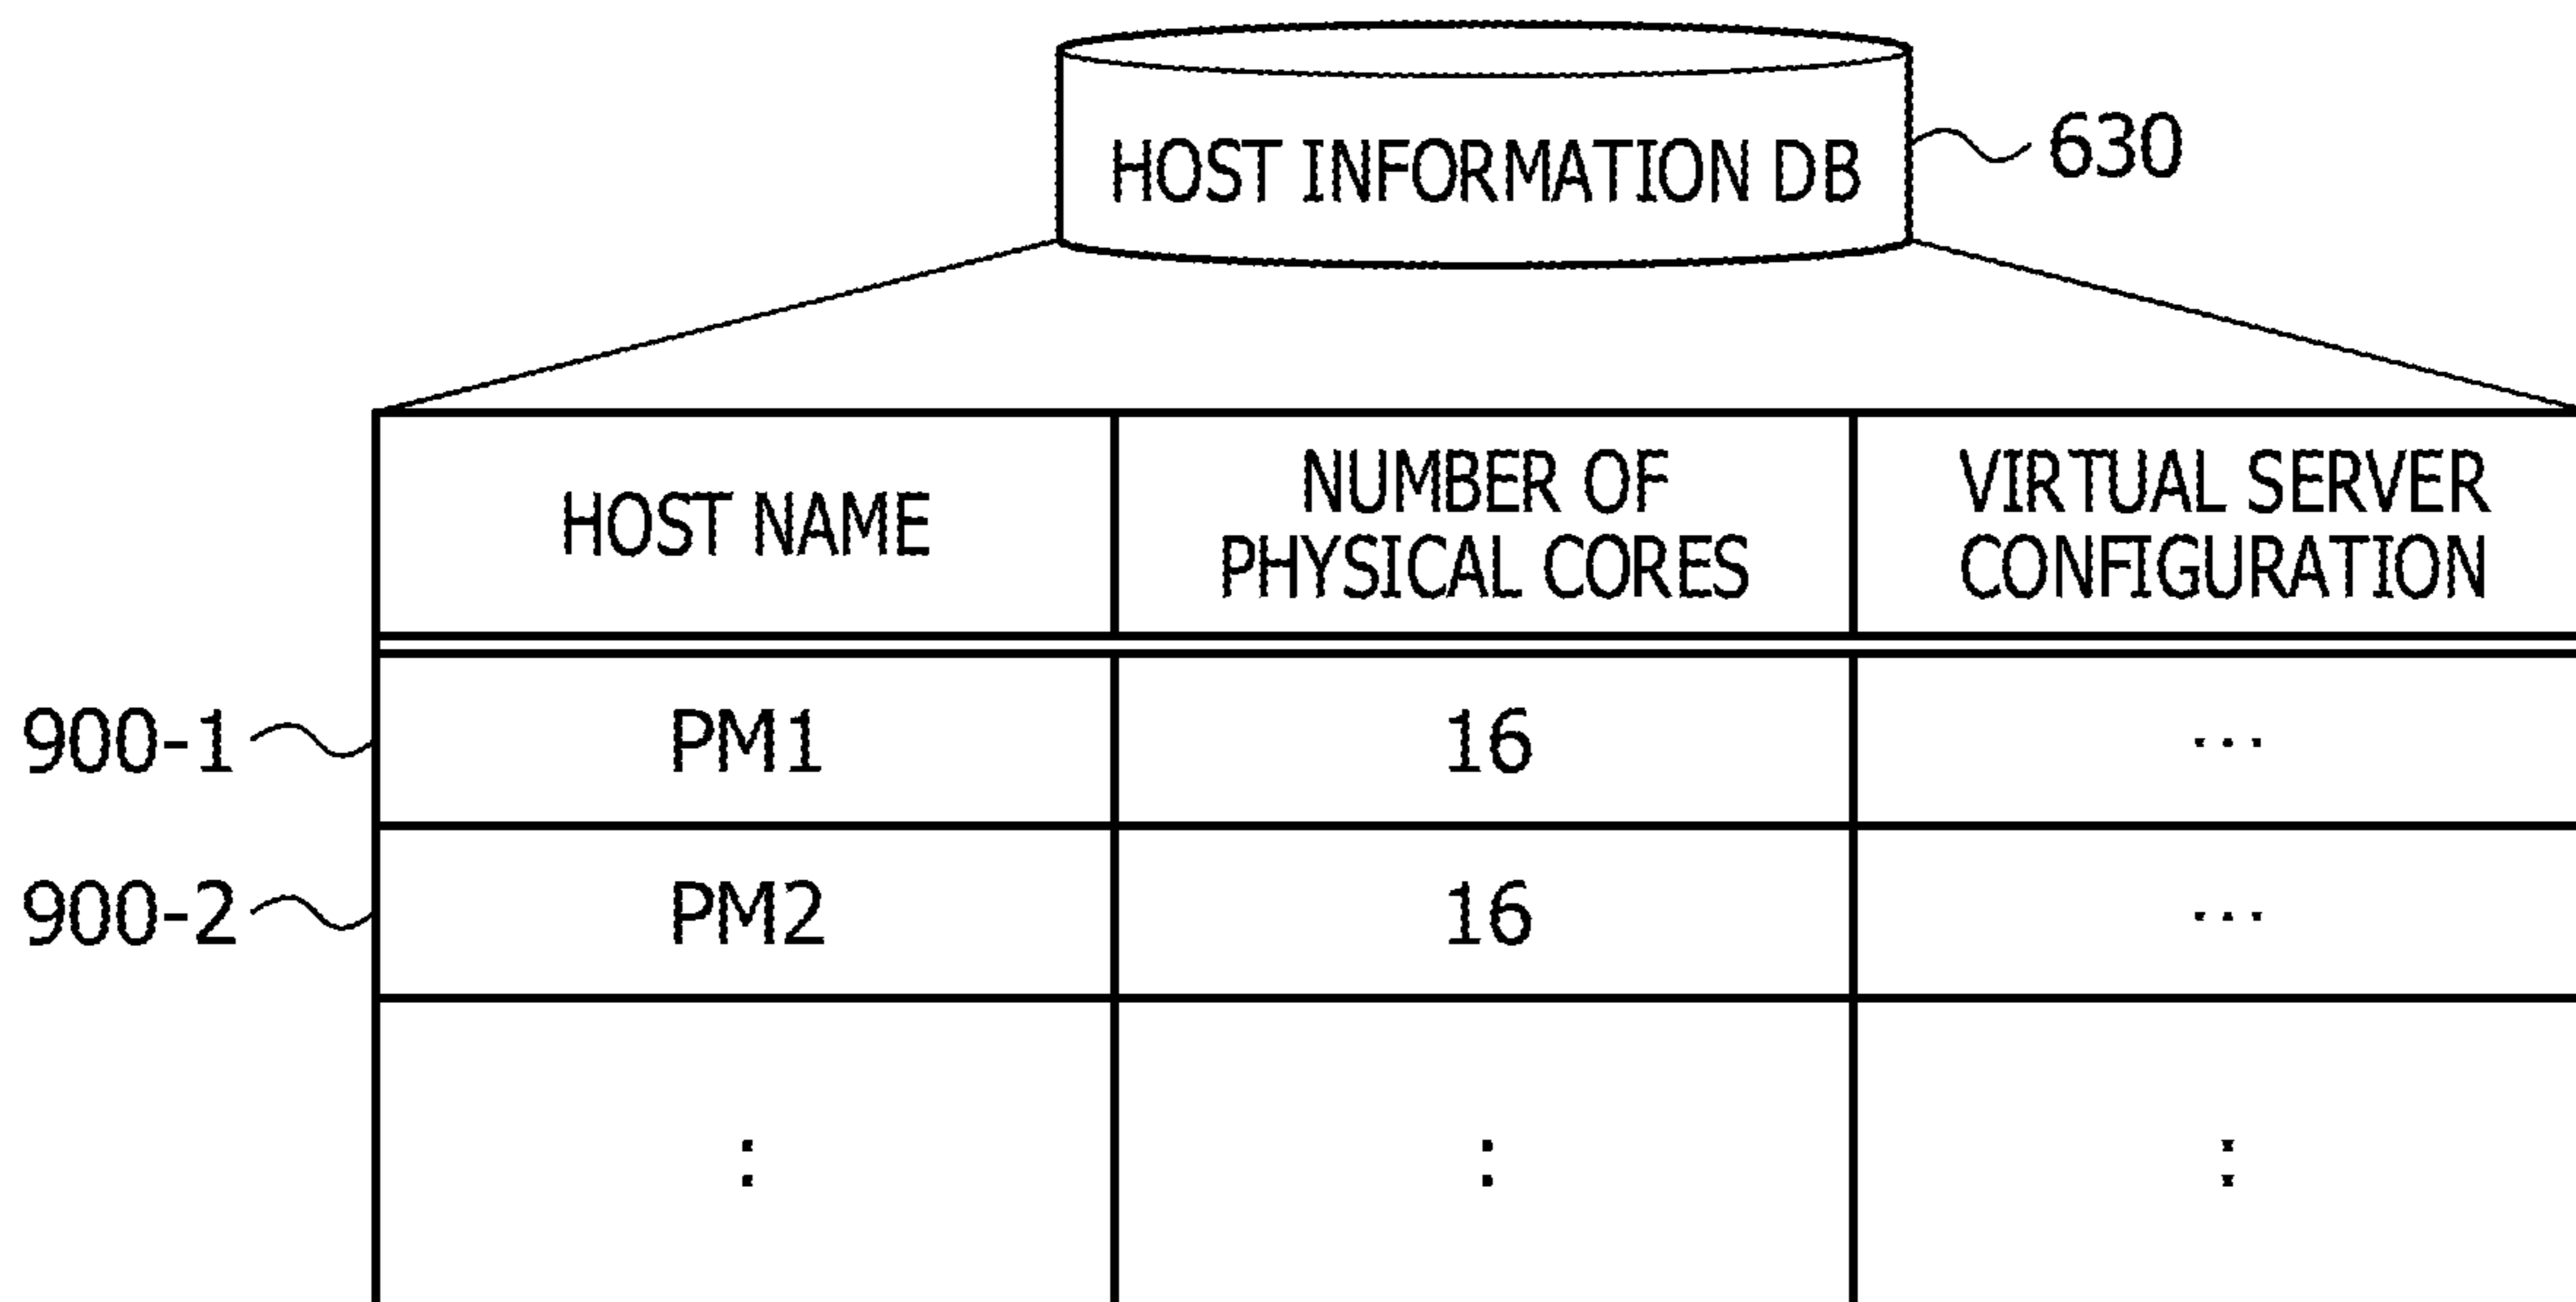 HOST INFORMATION DB
630
HOST NAME
NUMBER OF
PHYSICAL CORES
VIRTUAL SERVER
CONFIGURATION
900-1
PM1
16
...
900-2
PM2
16
...
:
:
: